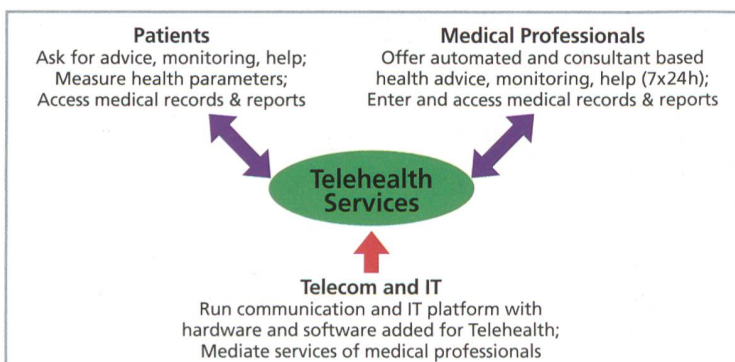 Patients
Ask for advice, monitoring, help;
Measure health parameters;
Access medical records & reports
Medical Professionals
Offer automated and consultant based
health advice, monitoring, help (7x24h);
Enter and access medical records & reports
Telehealth
Services
Telecom and IT
Run communication and IT platform with
hardware and software added for Telehealth;
Mediate services of medical professionals